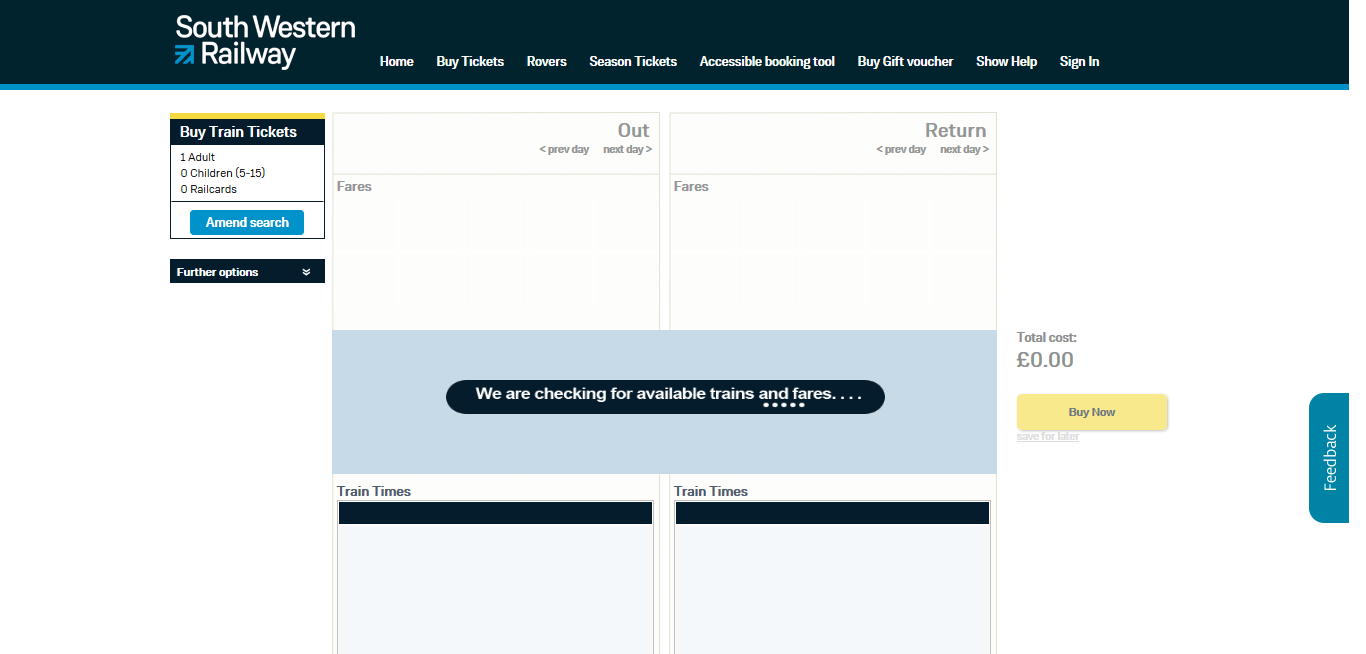 South Western
Railway
Home Buy Tickets Rovers Season Tickets Accessible booking tool Buy Gift voucher Show Help Sign In
Buy Train Tickets
1 Adult
0 Children (5-15)
0 Railcards
Amend search
Further options
Out
< prev day next day >
Fares
Return
< prev day next day >
Fares
We are checking for available trains and fares. . . .
Total cost:
£0.00
Buy Now
save for later
Feedback
Train Times
Train Times